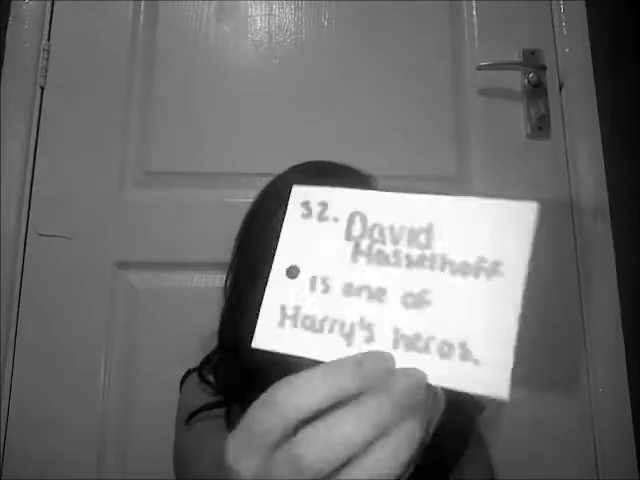 32. David
Hasselhoff
• is one of
Harry's heros.